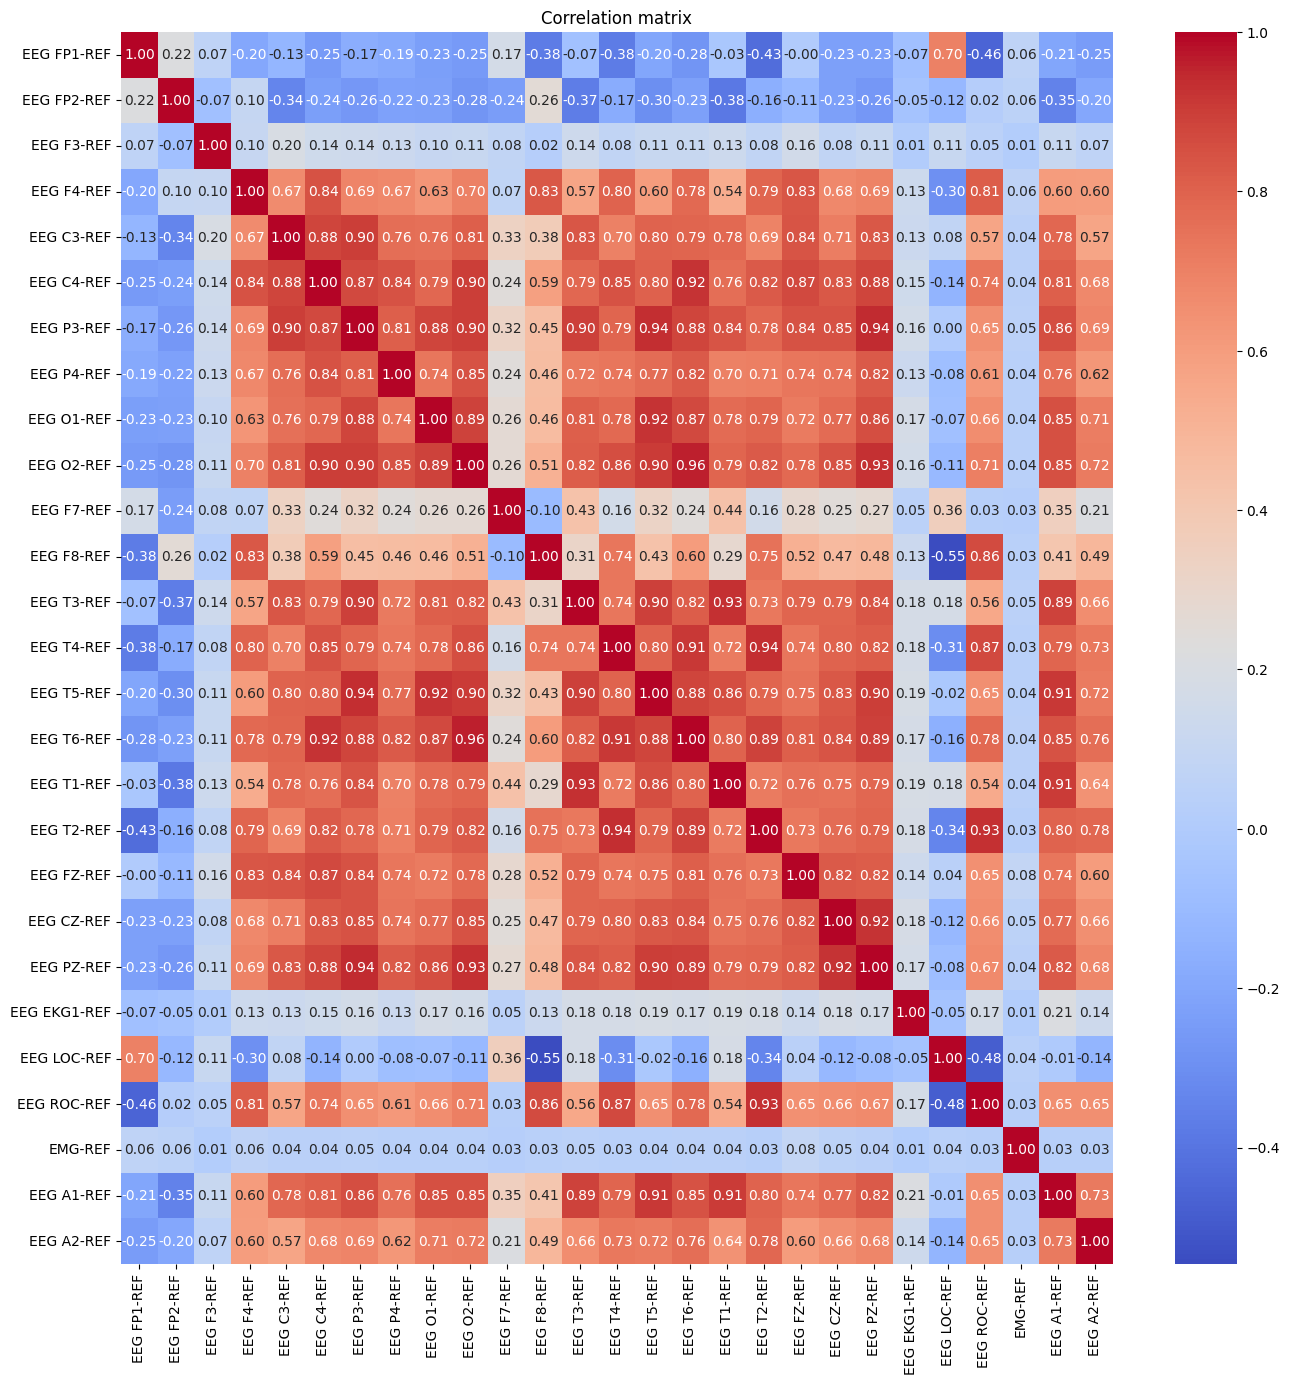 Correlation matrix
EEG FP1-REF 1.00 0.22 0.07 -0.20 -0.13 -0.25 -0.17 -0.19 -0.23 -0.25 0.17 -0.38 -0.07 -0.38 -0.20 -0.28 -0.03 -0.43 -0.00 -0.23 -0.23 -0.07 0.70 -0.46 0.06 -0.21 -0.25
EEG FP2-REF 0.22 1.00 -0.07 0.10 -0.34 -0.24 -0.26 -0.22 -0.23 -0.28 -0.24 0.26 -0.37 -0.17 -0.30 -0.23 -0.38 -0.16 -0.11 -0.23 -0.26 -0.05 -0.12 0.02 0.06 -0.35 -0.20
EEG F3-REF 0.07 -0.07 1.00 0.10 0.20 0.14 0.14 0.13 0.10 0.11 0.08 0.02 0.14 0.08 0.11 0.11 0.13 0.08 0.16 0.08 0.11 0.01 0.11 0.05 0.01 0.11 0.07
EEG F4-REF -0.20 0.10 0.10 1.00 0.67 0.84 0.69 0.67 0.63 0.70 0.07 0.83 0.57 0.80 0.60 0.78 0.54 0.79 0.83 0.68 0.69 0.13 -0.30 0.81 0.06 0.60 0.60
EEG C3-REF -0.13 -0.34 0.20 0.67 1.00 0.88 0.90 0.76 0.76 0.81 0.33 0.38 0.83 0.70 0.80 0.79 0.78 0.69 0.84 0.71 0.83 0.13 0.08 0.57 0.04 0.78 0.57
EEG C4-REF -0.25 -0.24 0.14 0.84 0.88 1.00 0.87 0.84 0.79 0.90 0.24 0.59 0.79 0.85 0.80 0.92 0.76 0.82 0.87 0.83 0.88 0.15 -0.14 0.74 0.04 0.81 0.68
EEG P3-REF -0.17 -0.26 0.14 0.69 0.90 0.87 1.00 0.81 0.88 0.90 0.32 0.45 0.90 0.79 0.94 0.88 0.84 0.78 0.84 0.85 0.94 0.16 0.00 0.65 0.05 0.86 0.69
EEG P4-REF -0.19 -0.22 0.13 0.67 0.76 0.84 0.81 1.00 0.74 0.85 0.24 0.46 0.72 0.74 0.77 0.82 0.70 0.71 0.74 0.74 0.82 0.13 -0.08 0.61 0.04 0.76 0.62
EEG O1-REF -0.23 -0.23 0.10 0.63 0.76 0.79 0.88 0.74 1.00 0.89 0.26 0.46 0.81 0.78 0.92 0.87 0.78 0.79 0.72 0.77 0.86 0.17 -0.07 0.66 0.04 0.85 0.71
EEG O2-REF -0.25 -0.28 0.11 0.70 0.81 0.90 0.90 0.85 0.89 1.00 0.26 0.51 0.82 0.86 0.90 0.96 0.79 0.82 0.78 0.85 0.93 0.16 -0.11 0.71 0.04 0.85 0.72
EEG F7-REF 0.17 -0.24 0.08 0.07 0.33 0.24 0.32 0.24 0.26 0.26 1.00 -0.10 0.43 0.16 0.32 0.24 0.44 0.16 0.28 0.25 0.27 0.05 0.36 0.03 0.03 0.35 0.21
EEG F8-REF -0.38 0.26 0.02 0.83 0.38 0.59 0.45 0.46 0.46 0.51 -0.10 1.00 0.31 0.74 0.43 0.60 0.29 0.75 0.52 0.47 0.48 0.13 -0.55 0.86 0.03 0.41 0.49
EEG T3-REF -0.07 -0.37 0.14 0.57 0.83 0.79 0.90 0.72 0.81 0.82 0.43 0.31 1.00 0.74 0.90 0.82 0.93 0.73 0.79 0.79 0.84 0.18 0.18 0.56 0.05 0.89 0.66
EEG T4-REF -0.38 -0.17 0.08 0.80 0.70 0.85 0.79 0.74 0.78 0.86 0.16 0.74 0.74 1.00 0.80 0.91 0.72 0.94 0.74 0.80 0.82 0.18 -0.31 0.87 0.03 0.79 0.73
EEG T5-REF -0.20 -0.30 0.11 0.60 0.80 0.80 0.94 0.77 0.92 0.90 0.32 0.43 0.90 0.80 1.00 0.88 0.86 0.79 0.75 0.83 0.90 0.19 -0.02 0.65 0.04 0.91 0.72
EEG T6-REF -0.28 -0.23 0.11 0.78 0.79 0.92 0.88 0.82 0.87 0.96 0.24 0.60 0.82 0.91 0.88 1.00 0.80 0.89 0.81 0.84 0.89 0.17 -0.16 0.78 0.04 0.85 0.76
EEG T1-REF -0.03 -0.38 0.13 0.54 0.78 0.76 0.84 0.70 0.78 0.79 0.44 0.29 0.93 0.72 0.86 0.80 1.00 0.72 0.76 0.75 0.79 0.19 0.18 0.54 0.04 0.91 0.64
EEG T2-REF -0.43 -0.16 0.08 0.79 0.69 0.82 0.78 0.71 0.79 0.82 0.16 0.75 0.73 0.94 0.79 0.89 0.72 1.00 0.73 0.76 0.79 0.18 -0.34 0.93 0.03 0.80 0.78
EEG FZ-REF -0.00 -0.11 0.16 0.83 0.84 0.87 0.84 0.74 0.72 0.78 0.28 0.52 0.79 0.74 0.75 0.81 0.76 0.73 1.00 0.82 0.82 0.14 0.04 0.65 0.08 0.74 0.60
EEG CZ-REF -0.23 -0.23 0.08 0.68 0.71 0.83 0.85 0.74 0.77 0.85 0.25 0.47 0.79 0.80 0.83 0.84 0.75 0.76 0.82 1.00 0.92 0.18 -0.12 0.66 0.05 0.77 0.66
EEG PZ-REF -0.23 -0.26 0.11 0.69 0.83 0.88 0.94 0.82 0.86 0.93 0.27 0.48 0.84 0.82 0.90 0.89 0.79 0.79 0.82 0.92 1.00 0.17 -0.08 0.67 0.04 0.82 0.68
EEG EKG1-REF -0.07 -0.05 0.01 0.13 0.13 0.15 0.16 0.13 0.17 0.16 0.05 0.13 0.18 0.18 0.19 0.17 0.19 0.18 0.14 0.18 0.17 1.00 -0.05 0.17 0.01 0.21 0.14
EEG LOC-REF 0.70 -0.12 0.11 -0.30 0.08 -0.14 0.00 -0.08 -0.07 -0.11 0.36 -0.55 0.18 -0.31 -0.02 -0.16 0.18 -0.34 0.04 -0.12 -0.08 -0.05 1.00 -0.48 0.04 -0.01 -0.14
EEG ROC-REF -0.46 0.02 0.05 0.81 0.57 0.74 0.65 0.61 0.66 0.71 0.03 0.86 0.56 0.87 0.65 0.78 0.54 0.93 0.65 0.66 0.67 0.17 -0.48 1.00 0.03 0.65 0.65
EMG-REF 0.06 0.06 0.01 0.06 0.04 0.04 0.05 0.04 0.04 0.04 0.03 0.03 0.05 0.03 0.04 0.04 0.04 0.03 0.08 0.05 0.04 0.01 0.04 0.03 1.00 0.03 0.03
EEG A1-REF -0.21 -0.35 0.11 0.60 0.78 0.81 0.86 0.76 0.85 0.85 0.35 0.41 0.89 0.79 0.91 0.85 0.91 0.80 0.74 0.77 0.82 0.21 -0.01 0.65 0.03 1.00 0.73
EEG A2-REF -0.25 -0.20 0.07 0.60 0.57 0.68 0.69 0.62 0.71 0.72 0.21 0.49 0.66 0.73 0.72 0.76 0.64 0.78 0.60 0.66 0.68 0.14 -0.14 0.65 0.03 0.73 1.00
EEG FP1-REF
EEG FP2-REF
EEG F3-REF
EEG F4-REF
EEG C3-REF
EEG C4-REF
EEG P3-REF
EEG P4-REF
EEG O1-REF
EEG O2-REF
EEG F7-REF
EEG F8-REF
EEG T3-REF
EEG T4-REF
EEG T5-REF
EEG T6-REF
EEG T1-REF
EEG T2-REF
EEG FZ-REF
EEG CZ-REF
EEG PZ-REF
EEG EKG1-REF
EEG LOC-REF
EEG ROC-REF
EMG-REF
EEG A1-REF
EEG A2-REF
1.0
0.8
0.6
0.4
0.2
0.0
−0.2
−0.4